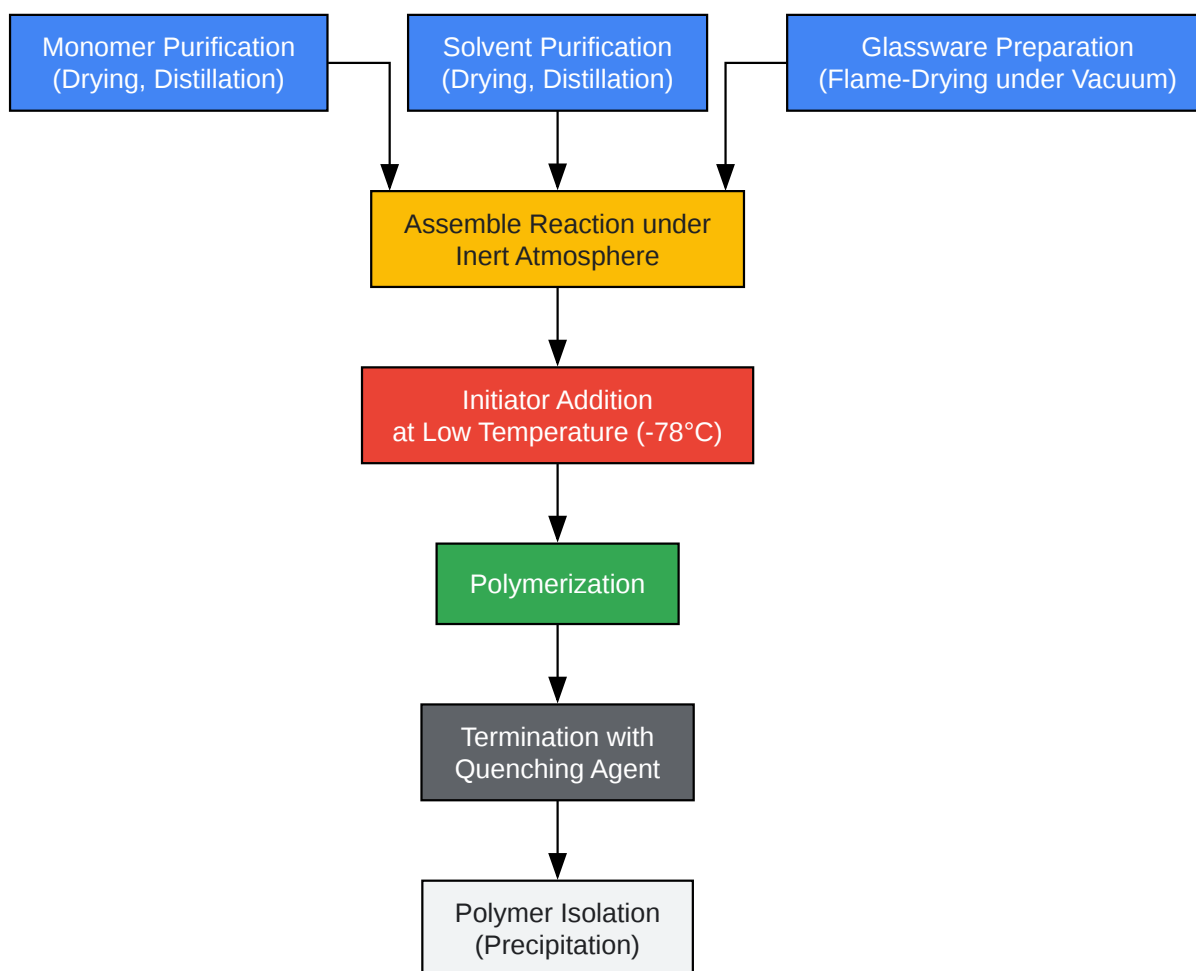 Monomer Purification
(Drying, Distillation)
Solvent Purification
(Drying, Distillation)
Glassware Preparation
(Flame-Drying under Vacuum)
Assemble Reaction under
Inert Atmosphere
Initiator Addition
at Low Temperature (-78°C)
Polymerization
Termination with
Quenching Agent
Polymer Isolation
(Precipitation)